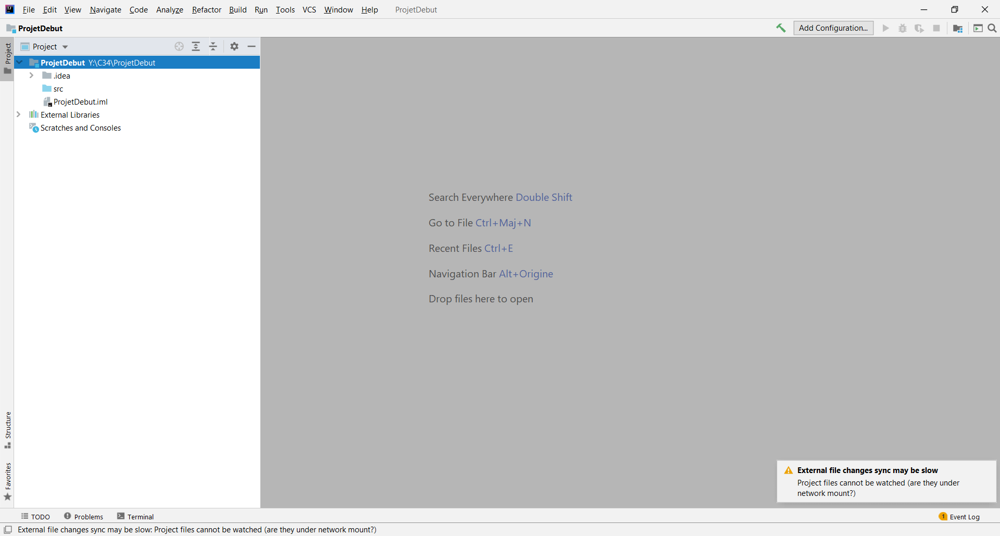 File Edit View Navigate Code Analyze Refactor Build Run Tools VCS Window Help ProjetDebut
ProjetDebut
Add Configuration...
Project
Project
ProjetDebut Y:\C34\ProjetDebut
.idea
src
ProjetDebut.iml
External Libraries
Scratches and Consoles
Search Everywhere Double Shift
Go to File Ctrl+Maj+N
Recent Files Ctrl+E
Navigation Bar Alt+Origine
Drop files here to open
Structure
Favorites
External file changes sync may be slow
Project files cannot be watched (are they under
network mount?)
TODO Problems Terminal
1 Event Log
External file changes sync may be slow: Project files cannot be watched (are they under network mount?)